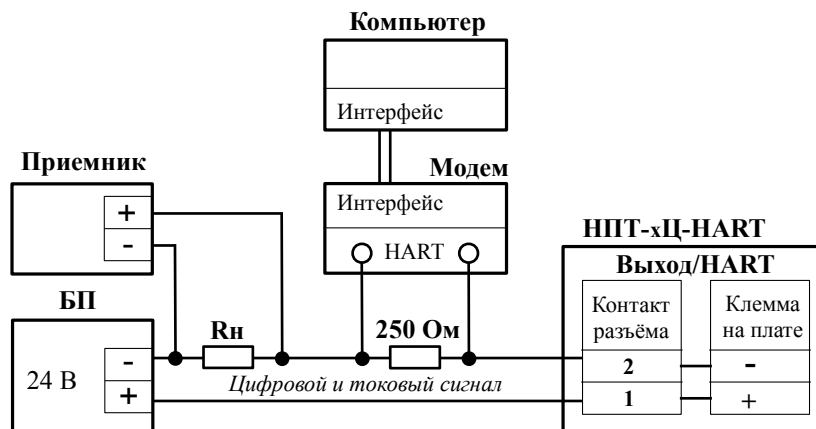 Компьютер
Интерфейс
Приемник
+
-
Модем
Интерфейс
HART
НПТ-хЦ-HART
Выход/HART
Контакт разъёма
Клемма на плате
2
-
1
+
БП
24 В
-
+
Rн
250 Ом
Цифровой и токовый сигнал